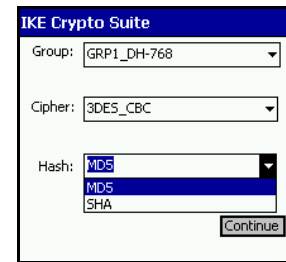 IKE Crypto Suite
Group: GRP1_DH-768
Cipher: 3DES_CBC
Hash: MD5
MD5
SHA
Continue